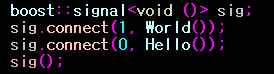 boost::signal<void ()> sig;
sig.connect(1, World());
sig.connect(0, Hello());
sig();